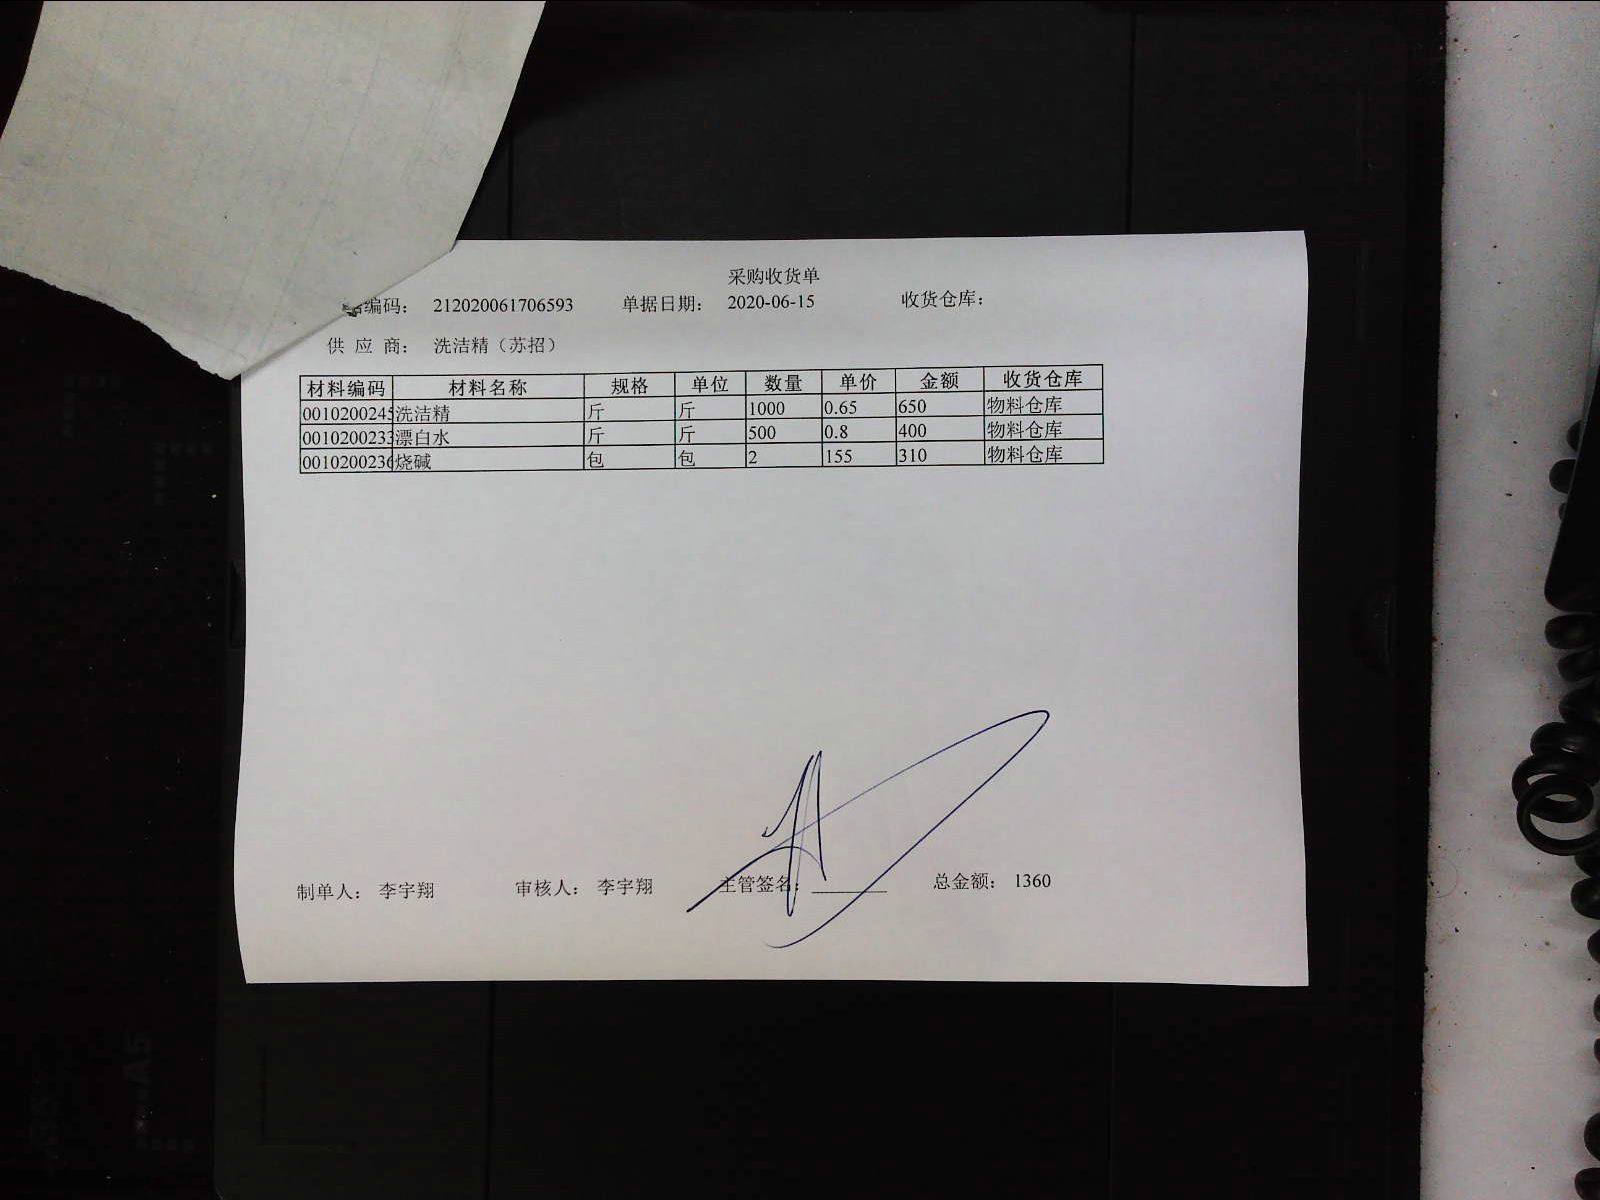 采购收货单
编码： 212020061706593 单据日期： 2020-06-15 收货仓库：
供 应 商： 洗洁精（苏招）
材料编码 材料名称 规格 单位 数量 单价 金额 收货仓库
0010200245 洗洁精 斤 斤 1000 0.65 650 物料仓库
0010200233 漂白水 斤 斤 500 0.8 400 物料仓库
0010200236 烧碱 包 包 2 155 310 物料仓库
制单人： 李宇翔 审核人： 李宇翔 主管签名： 总金额： 1360
A5